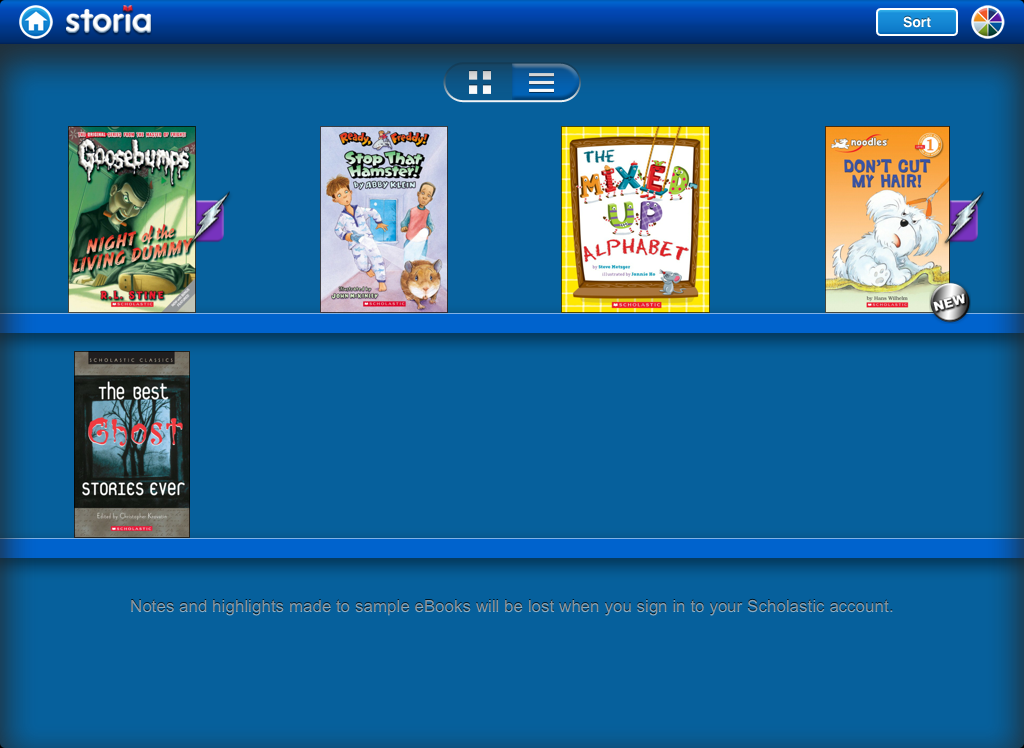 storia
Sort
THE ORIGINAL SERIES FROM THE MASTER OF FRIGHT
Goosebumps
NIGHT of the
LIVING DUMMY
R.L. STINE
SCHOLASTIC
Ready, Freddy!
Stop That
Hamster!
by ABBY KLEIN
illustrated by
JOHN McKINLEY
SCHOLASTIC
THE
MIXED
UP
ALPHABET
by Steve Metzger
illustrated by Jon
SCHOLASTIC
noodles
1
DON'T CUT
MY HAIR!
by Hans Wilhelm
SCHOLASTIC
NEW
SCHOLASTIC CLASSICS
The Best
Ghost
STORIES EVER
Edited by Christopher Krovatin
SCHOLASTIC
Notes and highlights made to sample eBooks will be lost when you sign in to your Scholastic account.